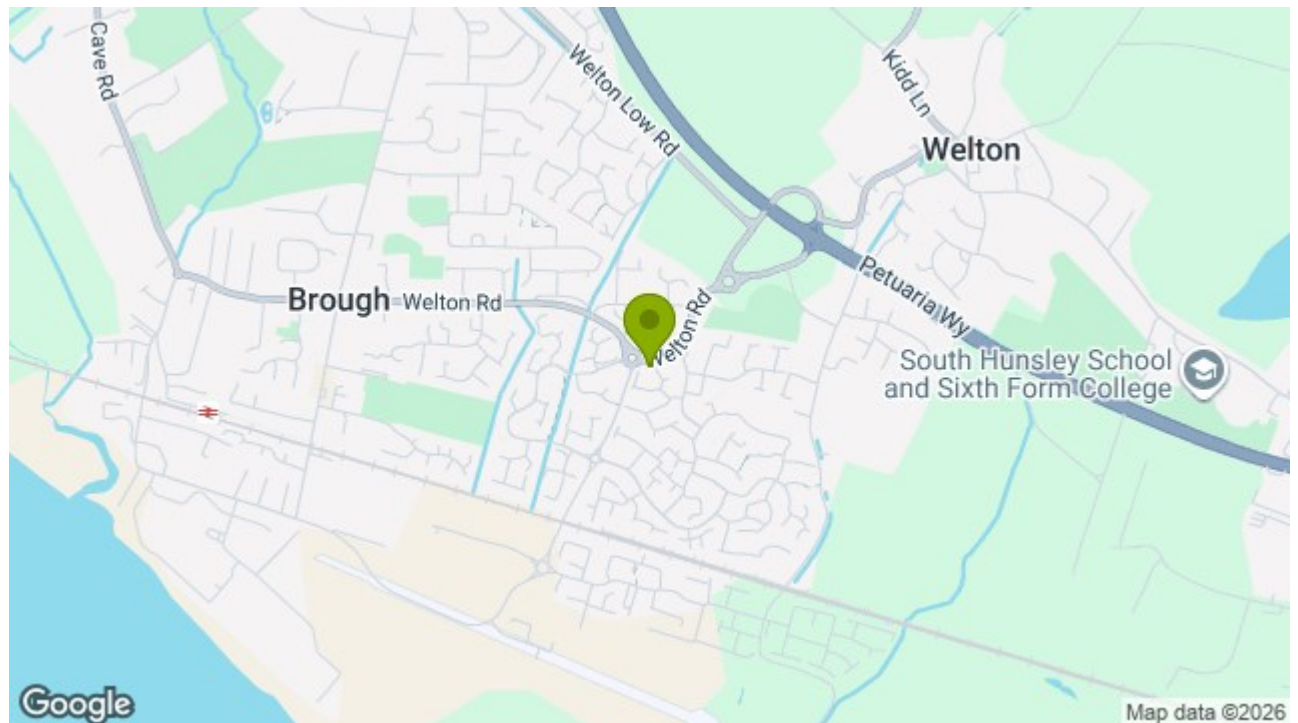 Cave Rd
Welton Low Rd
Kidd Ln
Welton
Brough
Welton Rd
Welton Rd
Petuaria Wy
South Hunsley School
and Sixth Form College
Google
Map data ©2026